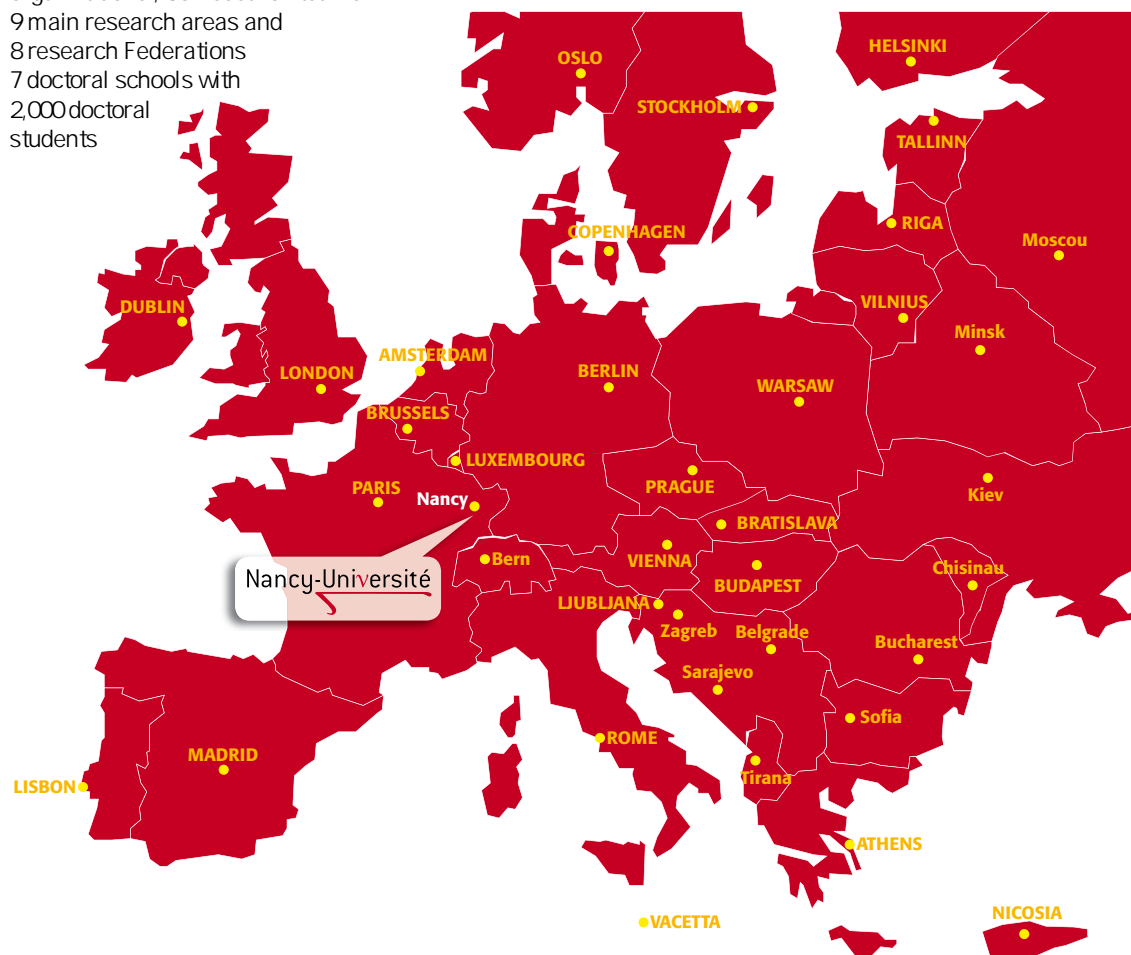 9 main research areas and
8 research Federations
7 doctoral schools with
2,000 doctoral
students
HELSINKI
OSLO
STOCKHOLM
TALLINN
RIGA
COPENHAGEN
Moscou
DUBLIN
VILNIUS
Minsk
AMSTERDAM
LONDON
BERLIN
WARSAW
BRUSSELS
LUXEMBOURG
PRAGUE
PARIS
Nancy
Kiev
BRATISLAVA
Bern
VIENNA
BUDAPEST
Chisinau
Nancy-Université
LJUBLJANA
Zagreb
Belgrade
Bucharest
Sarajevo
Sofia
ROME
MADRID
Tirana
LISBON
ATHENS
VACETTA
NICOSIA